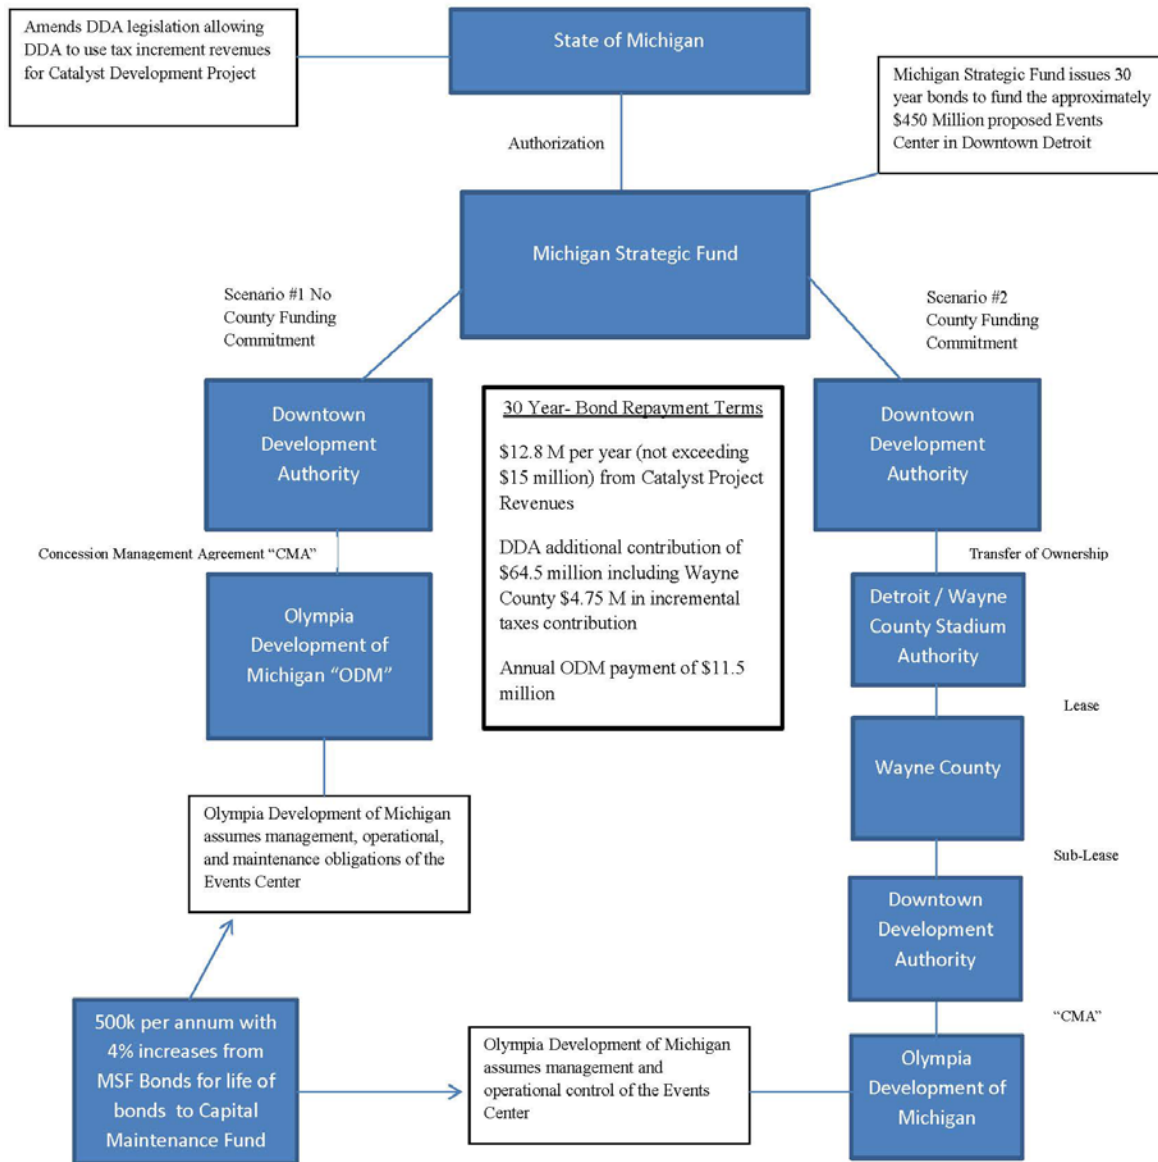 Amends DDA legislation allowing
DDA to use tax increment revenues
for Catalyst Development Project
State of Michigan
Michigan Strategic Fund issues 30
year bonds to fund the approximately
$450 Million proposed Events
Center in Downtown Detroit
Authorization
Michigan Strategic Fund
Scenario #1 No
County Funding
Commitment
Scenario #2
County Funding
Commitment
Downtown
Development
Authority
30 Year- Bond Repayment Terms
$12.8 M per year (not exceeding
$15 million) from Catalyst Project
Revenues
DDA additional contribution of
$64.5 million including Wayne
County $4.75 M in incremental
taxes contribution
Annual ODM payment of $11.5
million
Downtown
Development
Authority
Concession Management Agreement “CMA”
Transfer of Ownership
Olympia
Development of
Michigan “ODM”
Detroit / Wayne
County Stadium
Authority
Lease
Wayne County
Olympia Development of Michigan
assumes management, operational,
and maintenance obligations of the
Events Center
Sub-Lease
Downtown
Development
Authority
“CMA”
500k per annum with
4% increases from
MSF Bonds for life of
bonds to Capital
Maintenance Fund
Olympia Development of Michigan
assumes management and
operational control of the Events
Center
Olympia
Development of
Michigan